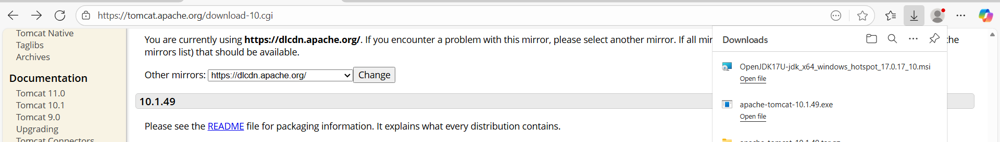 https://tomcat.apache.org/download-10.cgi
Tomcat Native
Taglibs
Archives
Documentation
Tomcat 11.0
Tomcat 10.1
Tomcat 9.0
Upgrading
Tomcat Connectors
You are currently using https://dlcdn.apache.org/. If you encounter a problem with this mirror, please select another mirror. If all the
mirrors list) that should be available.
Other mirrors: https://dlcdn.apache.org/ Change
10.1.49
Please see the README file for packaging information. It explains what every distribution contains.
Downloads
OpenJDK17U-jdk_x64_windows_hotspot_17.0.17_10.msi
Open file
apache-tomcat-10.1.49.exe
Open file